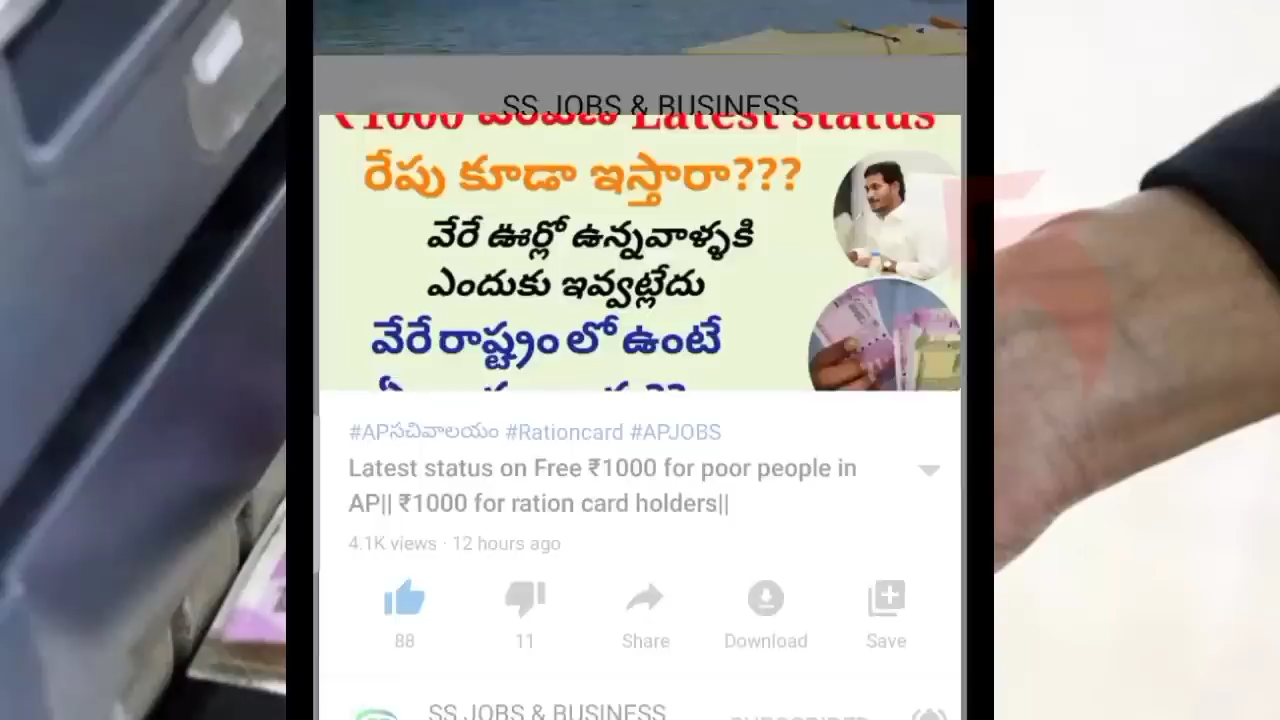 SS JOBS & BUSINESS
₹1000 పంపిణీ Latest status
రేపు కూడా ఇస్తారా???
వేరే ఊర్లో ఉన్నవాళ్ళకి
ఎందుకు ఇవ్వట్లేదు
వేరే రాష్ట్రం లో ఉంటే
#APసచివాలయం #Rationcard #APJOBS
Latest status on Free ₹1000 for poor people in
AP|| ₹1000 for ration card holders||
4.1K views · 12 hours ago
88
11
Share
Download
Save
SS JOBS & BUSINESS
SUBSCRIBED